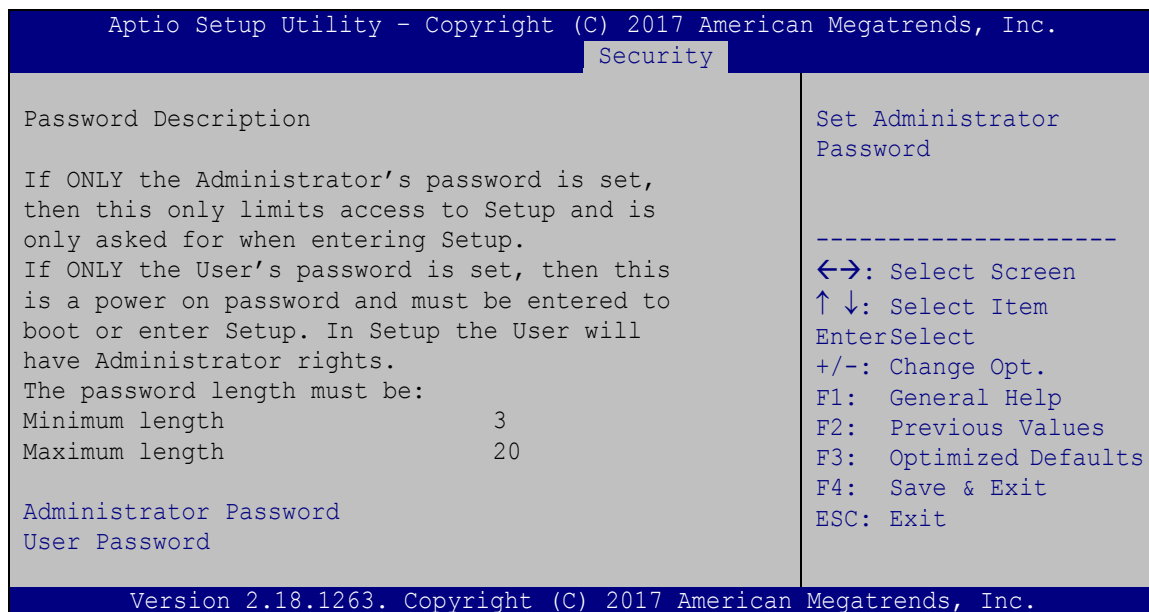 Aptio Setup Utility – Copyright (C) 2017 American Megatrends, Inc.
Security
Password Description
If ONLY the Administrator’s password is set,
then this only limits access to Setup and is
only asked for when entering Setup.
If ONLY the User’s password is set, then this
is a power on password and must be entered to
boot or enter Setup. In Setup the User will
have Administrator rights.
The password length must be:
Minimum length 3
Maximum length 20
Administrator Password
User Password
Set Administrator
Password
---------------------
←→: Select Screen
↑ ↓: Select Item
EnterSelect
+/-: Change Opt.
F1: General Help
F2: Previous Values
F3: Optimized Defaults
F4: Save & Exit
ESC: Exit
Version 2.18.1263. Copyright (C) 2017 American Megatrends, Inc.